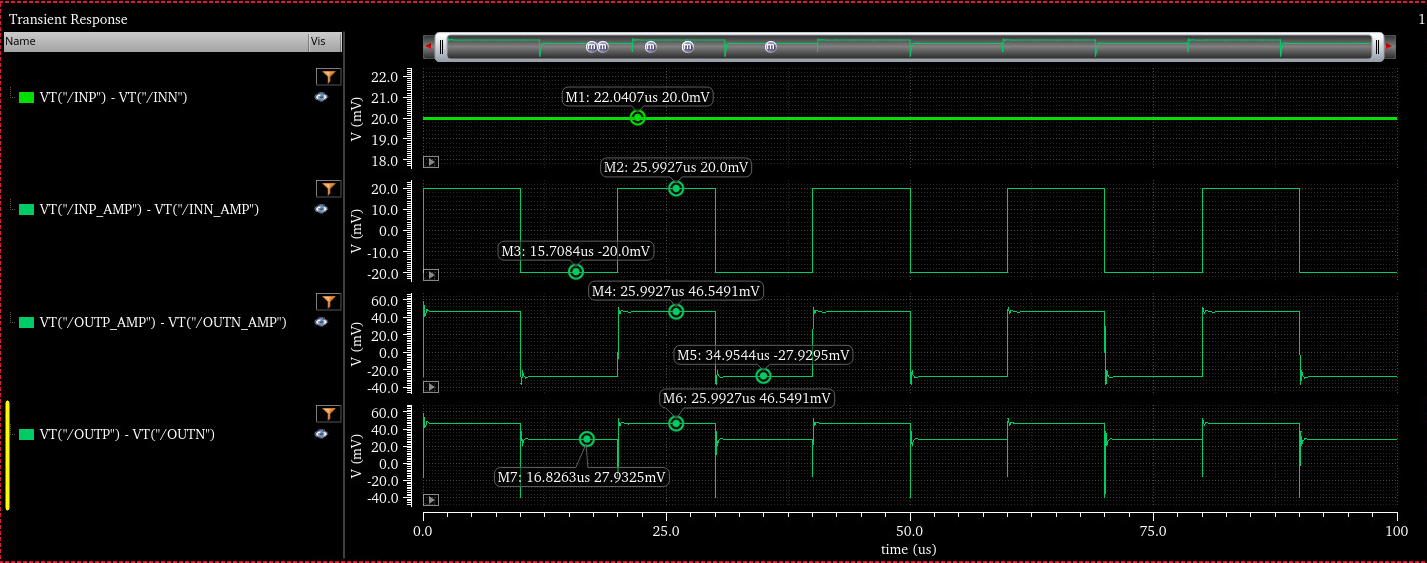 Transient Response
1
Name Vis
VT("/INP") - VT("/INN")
22.0
21.0
20.0
19.0
18.0
V (mV)
M1: 22.0407us 20.0mV
VT("/INP_AMP") - VT("/INN_AMP")
20.0
10.0
0.0
-10.0
-20.0
V (mV)
M2: 25.9927us 20.0mV
M3: 15.7084us -20.0mV
VT("/OUTP_AMP") - VT("/OUTN_AMP")
60.0
40.0
20.0
0.0
-20.0
-40.0
V (mV)
M4: 25.9927us 46.5491mV
M5: 34.9544us -27.9295mV
VT("/OUTP") - VT("/OUTN")
60.0
40.0
20.0
0.0
-20.0
-40.0
V (mV)
M6: 25.9927us 46.5491mV
M7: 16.8263us 27.9325mV
0.0 25.0 50.0 75.0 100
time (us)